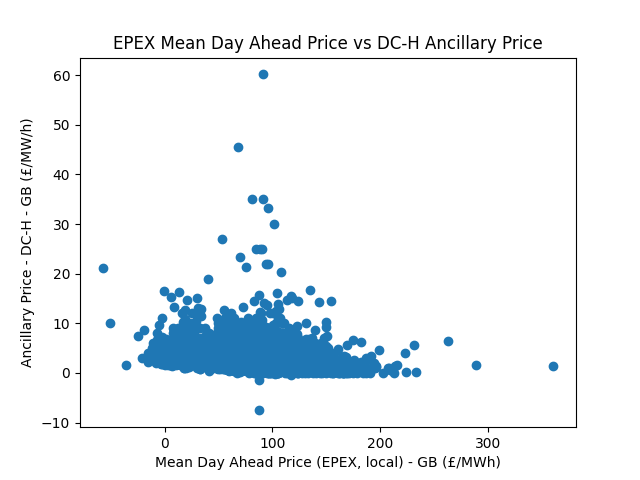 EPEX Mean Day Ahead Price vs DC-H Ancillary Price
60
50
40
30
20
10
0
−10
Ancillary Price - DC-H - GB (£/MW/h)
0 100 200 300
Mean Day Ahead Price (EPEX, local) - GB (£/MWh)